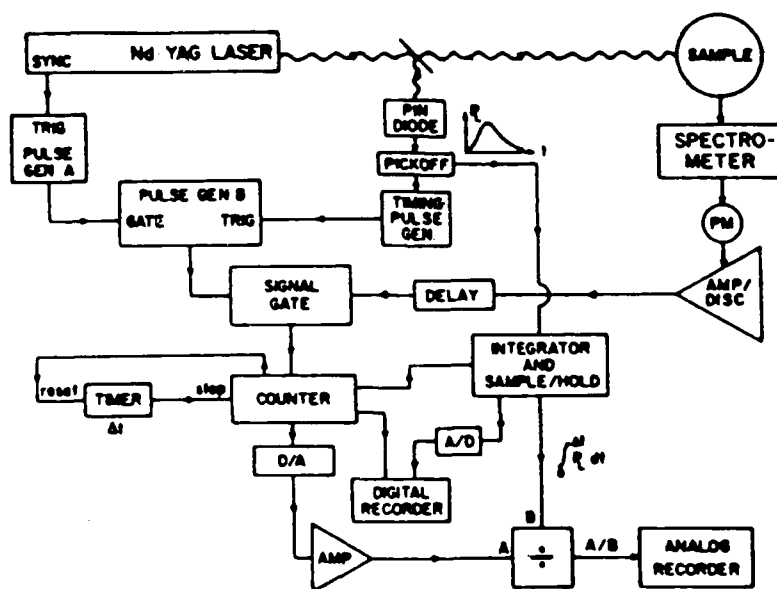 Nd YAG LASER
SYNC
SAMPLE
TRIG
PULSE
GEN A
PIN
DIODE
PICKOFF
t
SPECTRO-
METER
PULSE GEN B
GATE
TRIG
TIMING
PULSE
GEN.
PM
SIGNAL
GATE
DELAY
AMP/
DISC
INTEGRATOR
AND
SAMPLE/HOLD
reset
TIMER
stop
COUNTER
Δt
A/D
D/A
DIGITAL
RECORDER
Δt
dt
B
AMP
A
÷
A/B
ANALOG
RECORDER